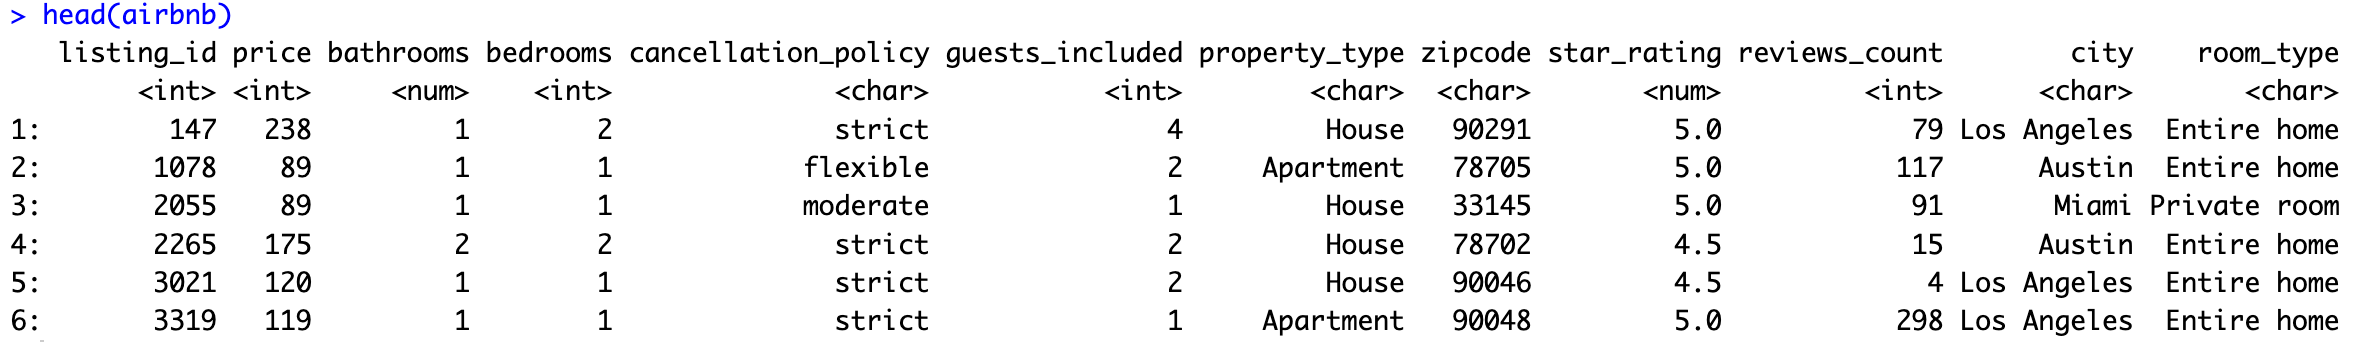 > head(airbnb)
listing_id price bathrooms bedrooms cancellation_policy guests_included property_type zipcode star_rating reviews_count city room_type
<int> <int> <num> <int> <char> <int> <char> <char> <num> <int> <char> <char>
1: 147 238 1 2 strict 4 House 90291 5.0 79 Los Angeles Entire home
2: 1078 89 1 1 flexible 2 Apartment 78705 5.0 117 Austin Entire home
3: 2055 89 1 1 moderate 1 House 33145 5.0 91 Miami Private room
4: 2265 175 2 2 strict 2 House 78702 4.5 15 Austin Entire home
5: 3021 120 1 1 strict 2 House 90046 4.5 4 Los Angeles Entire home
6: 3319 119 1 1 strict 1 Apartment 90048 5.0 298 Los Angeles Entire home